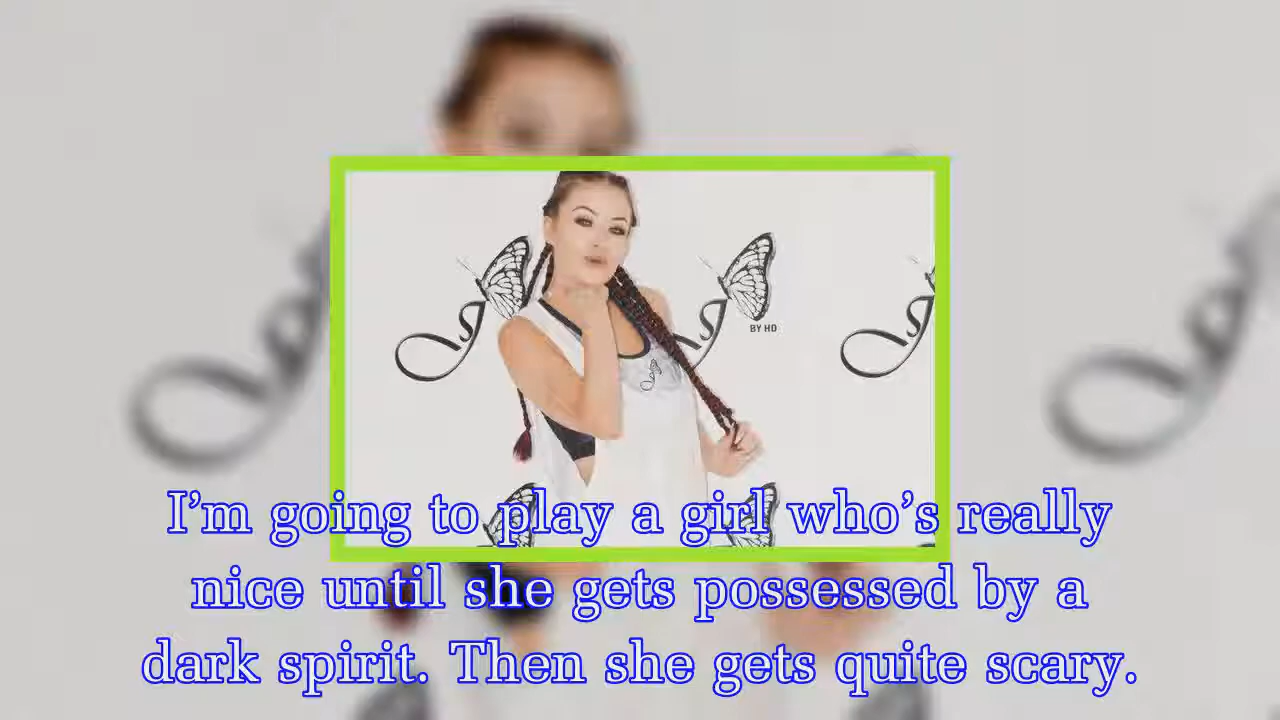 BY HD
I’m going to play a girl who’s really
nice until she gets possessed by a
dark spirit. Then she gets quite scary.